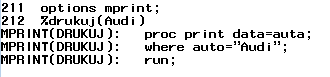 211  options mprint;
212  %drukuj(Audi)
MPRINT(DRUKUJ):   proc print data=auta;
MPRINT(DRUKUJ):   where auto="Audi";
MPRINT(DRUKUJ):   run;